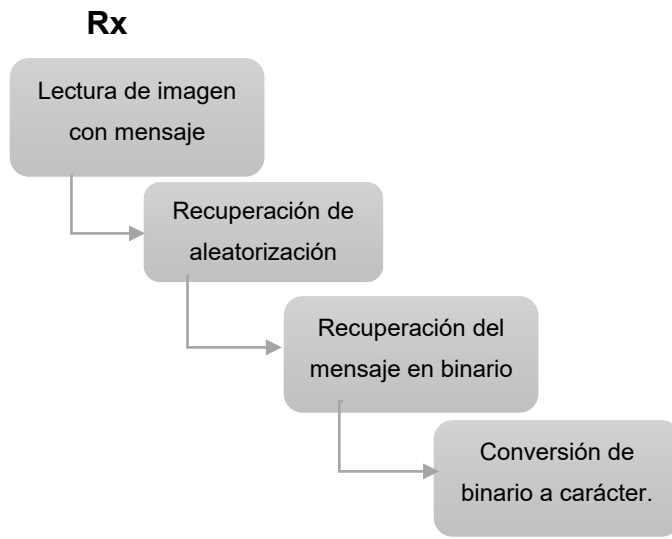 Rx
Lectura de imagen
con mensaje
Recuperación de
aleatorización
Recuperación del
mensaje en binario
Conversión de
binario a carácter.